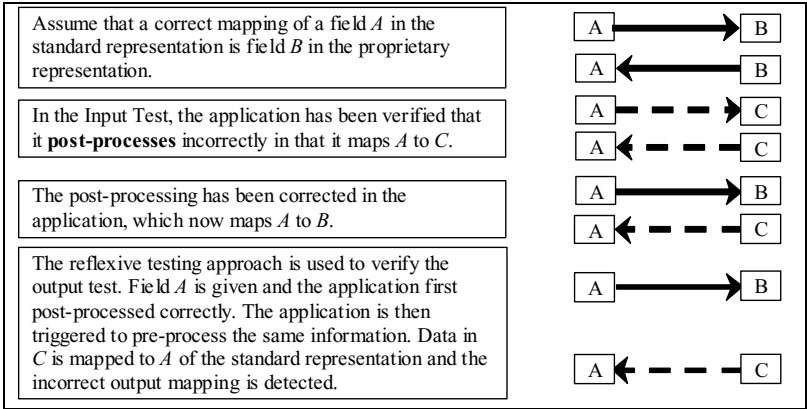 Assume that a correct mapping of a field A in the
standard representation is field B in the proprietary
representation.
A B
A B
In the Input Test, the application has been verified that
it post-processes incorrectly in that it maps A to C.
A C
A C
The post-processing has been corrected in the
application, which now maps A to B.
A B
A C
The reflexive testing approach is used to verify the
output test. Field A is given and the application first
post-processed correctly. The application is then
triggered to pre-process the same information. Data in
C is mapped to A of the standard representation and the
incorrect output mapping is detected.
A B
A C